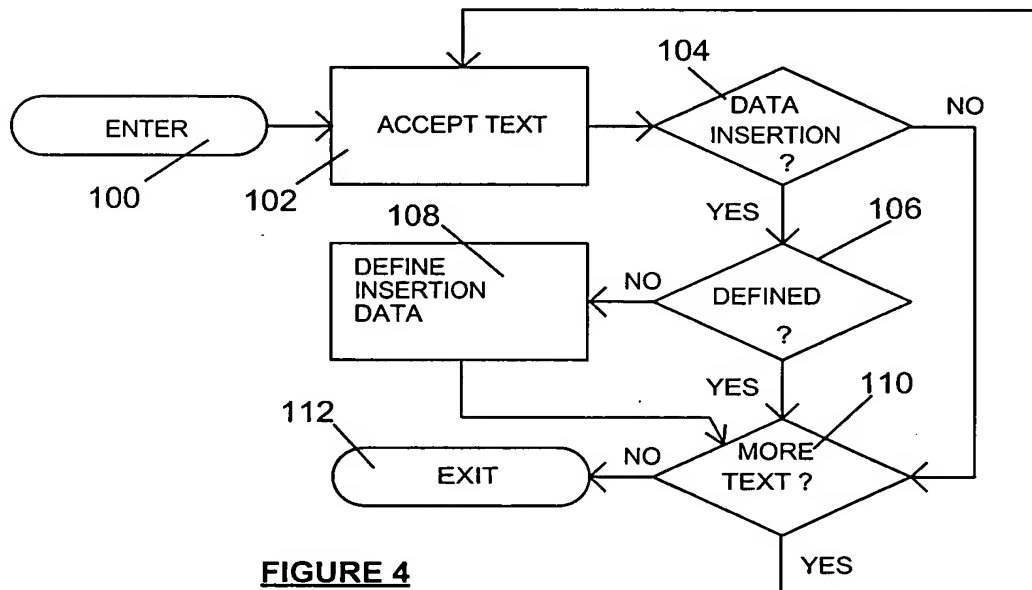 ENTER
100
ACCEPT TEXT
102
104
DATA
INSERTION
?
NO
YES
106
108
DEFINE
INSERTION
DATA
NO
DEFINED
?
YES
110
112
EXIT
NO
MORE
TEXT ?
YES
FIGURE 4